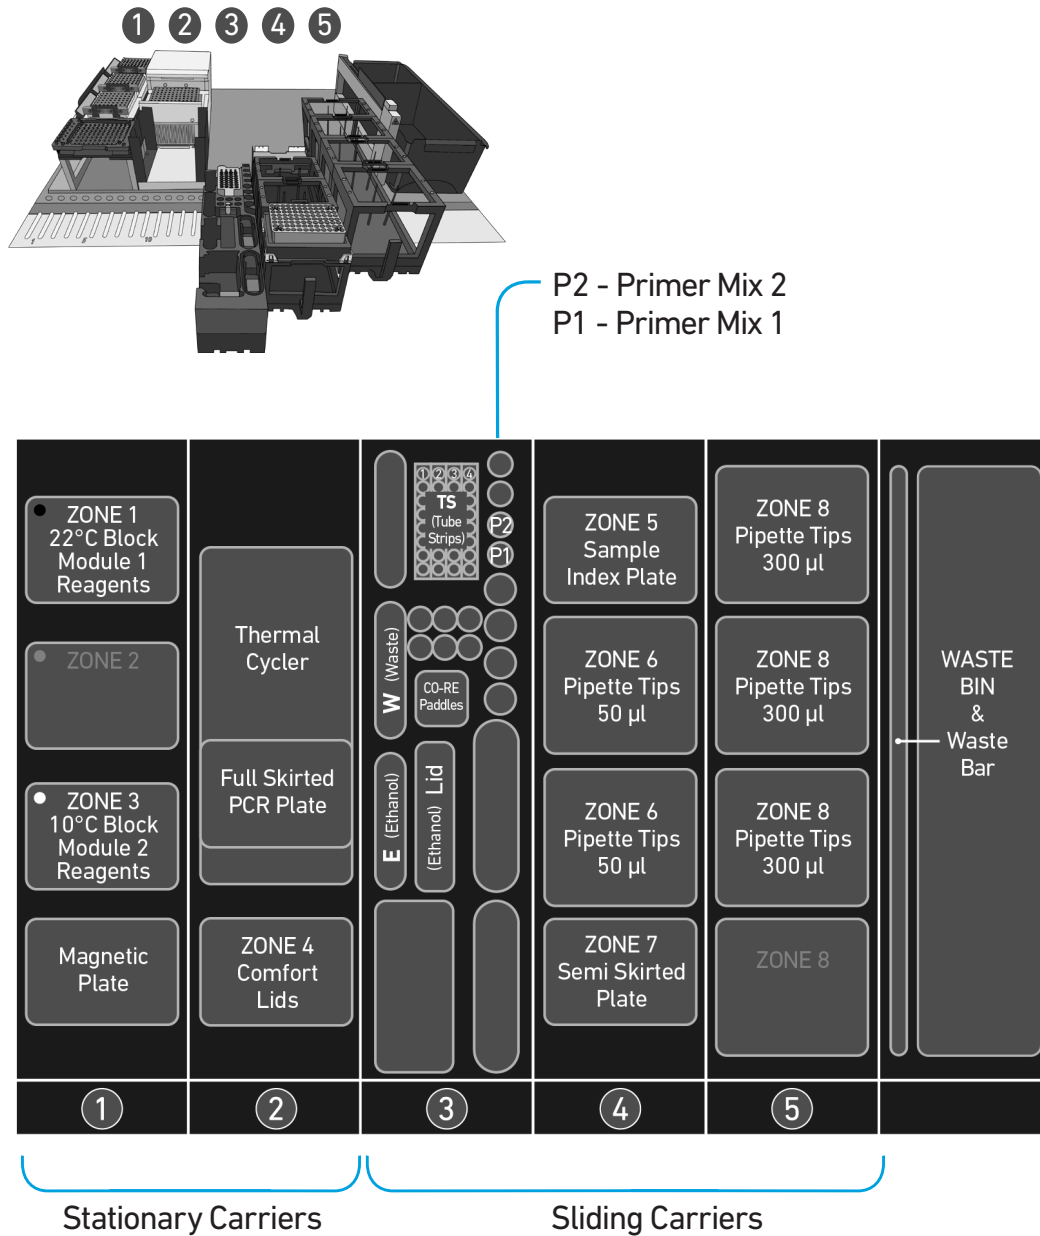 1 2 3 4 5
1 5 10
P2 - Primer Mix 2
P1 - Primer Mix 1
ZONE 1
22°C Block
Module 1
Reagents
ZONE 2
ZONE 3
10°C Block
Module 2
Reagents
Magnetic
Plate
Thermal
Cycler
Full Skirted
PCR Plate
ZONE 4
Comfort
Lids
1 2 3 4
TS
(Tube
Strips)
P2
P1
W (Waste)
CO-RE
Paddles
E (Ethanol)
(Ethanol) Lid
ZONE 5
Sample
Index Plate
ZONE 6
Pipette Tips
50 µl
ZONE 6
Pipette Tips
50 µl
ZONE 7
Semi Skirted
Plate
ZONE 8
Pipette Tips
300 µl
ZONE 8
Pipette Tips
300 µl
ZONE 8
Pipette Tips
300 µl
ZONE 8
WASTE
BIN
&
Waste
Bar
1 2 3 4 5
Stationary Carriers
Sliding Carriers